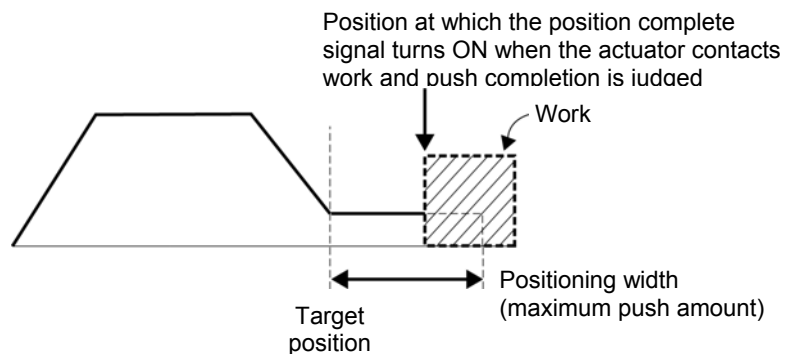 Position at which the position complete
signal turns ON when the actuator contacts
work and push completion is judged
Work
Positioning width
(maximum push amount)
Target
position